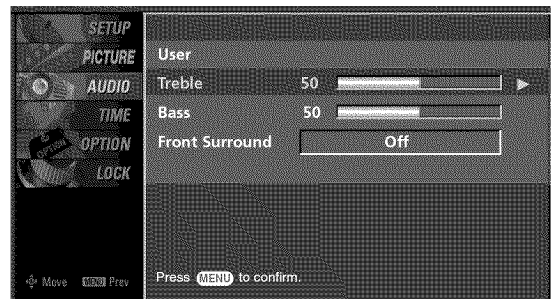 SETUP
PICTURE
AUDIO
TIME
OPTION
LOCK
Move MENU Prev
User
Treble 50
Bass 50
Front Surround Off
Press MENU to confirm.